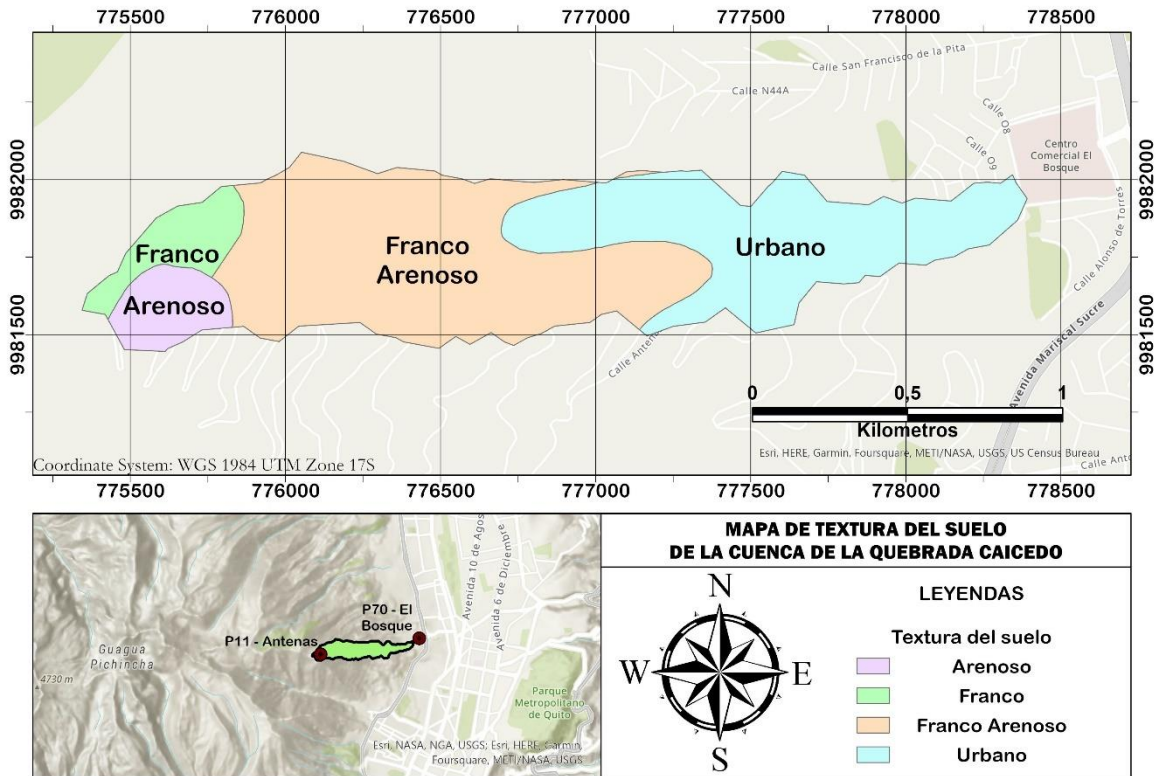 775500 776000 776500 777000 777500 778000 778500
Calle San Francisco de la Pita
Calle N44A
Calle O8
Calle O9
Centro
Comercial El
Bosque
9982000
9982000
Franco
Franco
Arenoso
Urbano
Arenoso
Calle Alonso de Torres
9981500
9981500
Calle Antena
Avenida Mariscal Sucre
0 0,5 1
Kilometros
Esri, HERE, Garmin, Foursquare, METI/NASA, USGS, US Census Bureau
Calle Anto
Coordinate System: WGS 1984 UTM Zone 17S
775500 776000 776500 777000 777500 778000 778500
Avenida 10 de Agos
Avenida 6 de Diciembre
P70 - El
Bosque
P11 - Antenas
Guagua
Pichincha
4730 m
Parque
Metropolitano
de Quito
Esri, NASA, NGA, USGS; Esri, HERE, Garmin,
Foursquare, METI/NASA, USGS
MAPA DE TEXTURA DEL SUELO
DE LA CUENCA DE LA QUEBRADA CAICEDO
N
W E
S
LEYENDAS
Textura del suelo
Arenoso
Franco
Franco Arenoso
Urbano